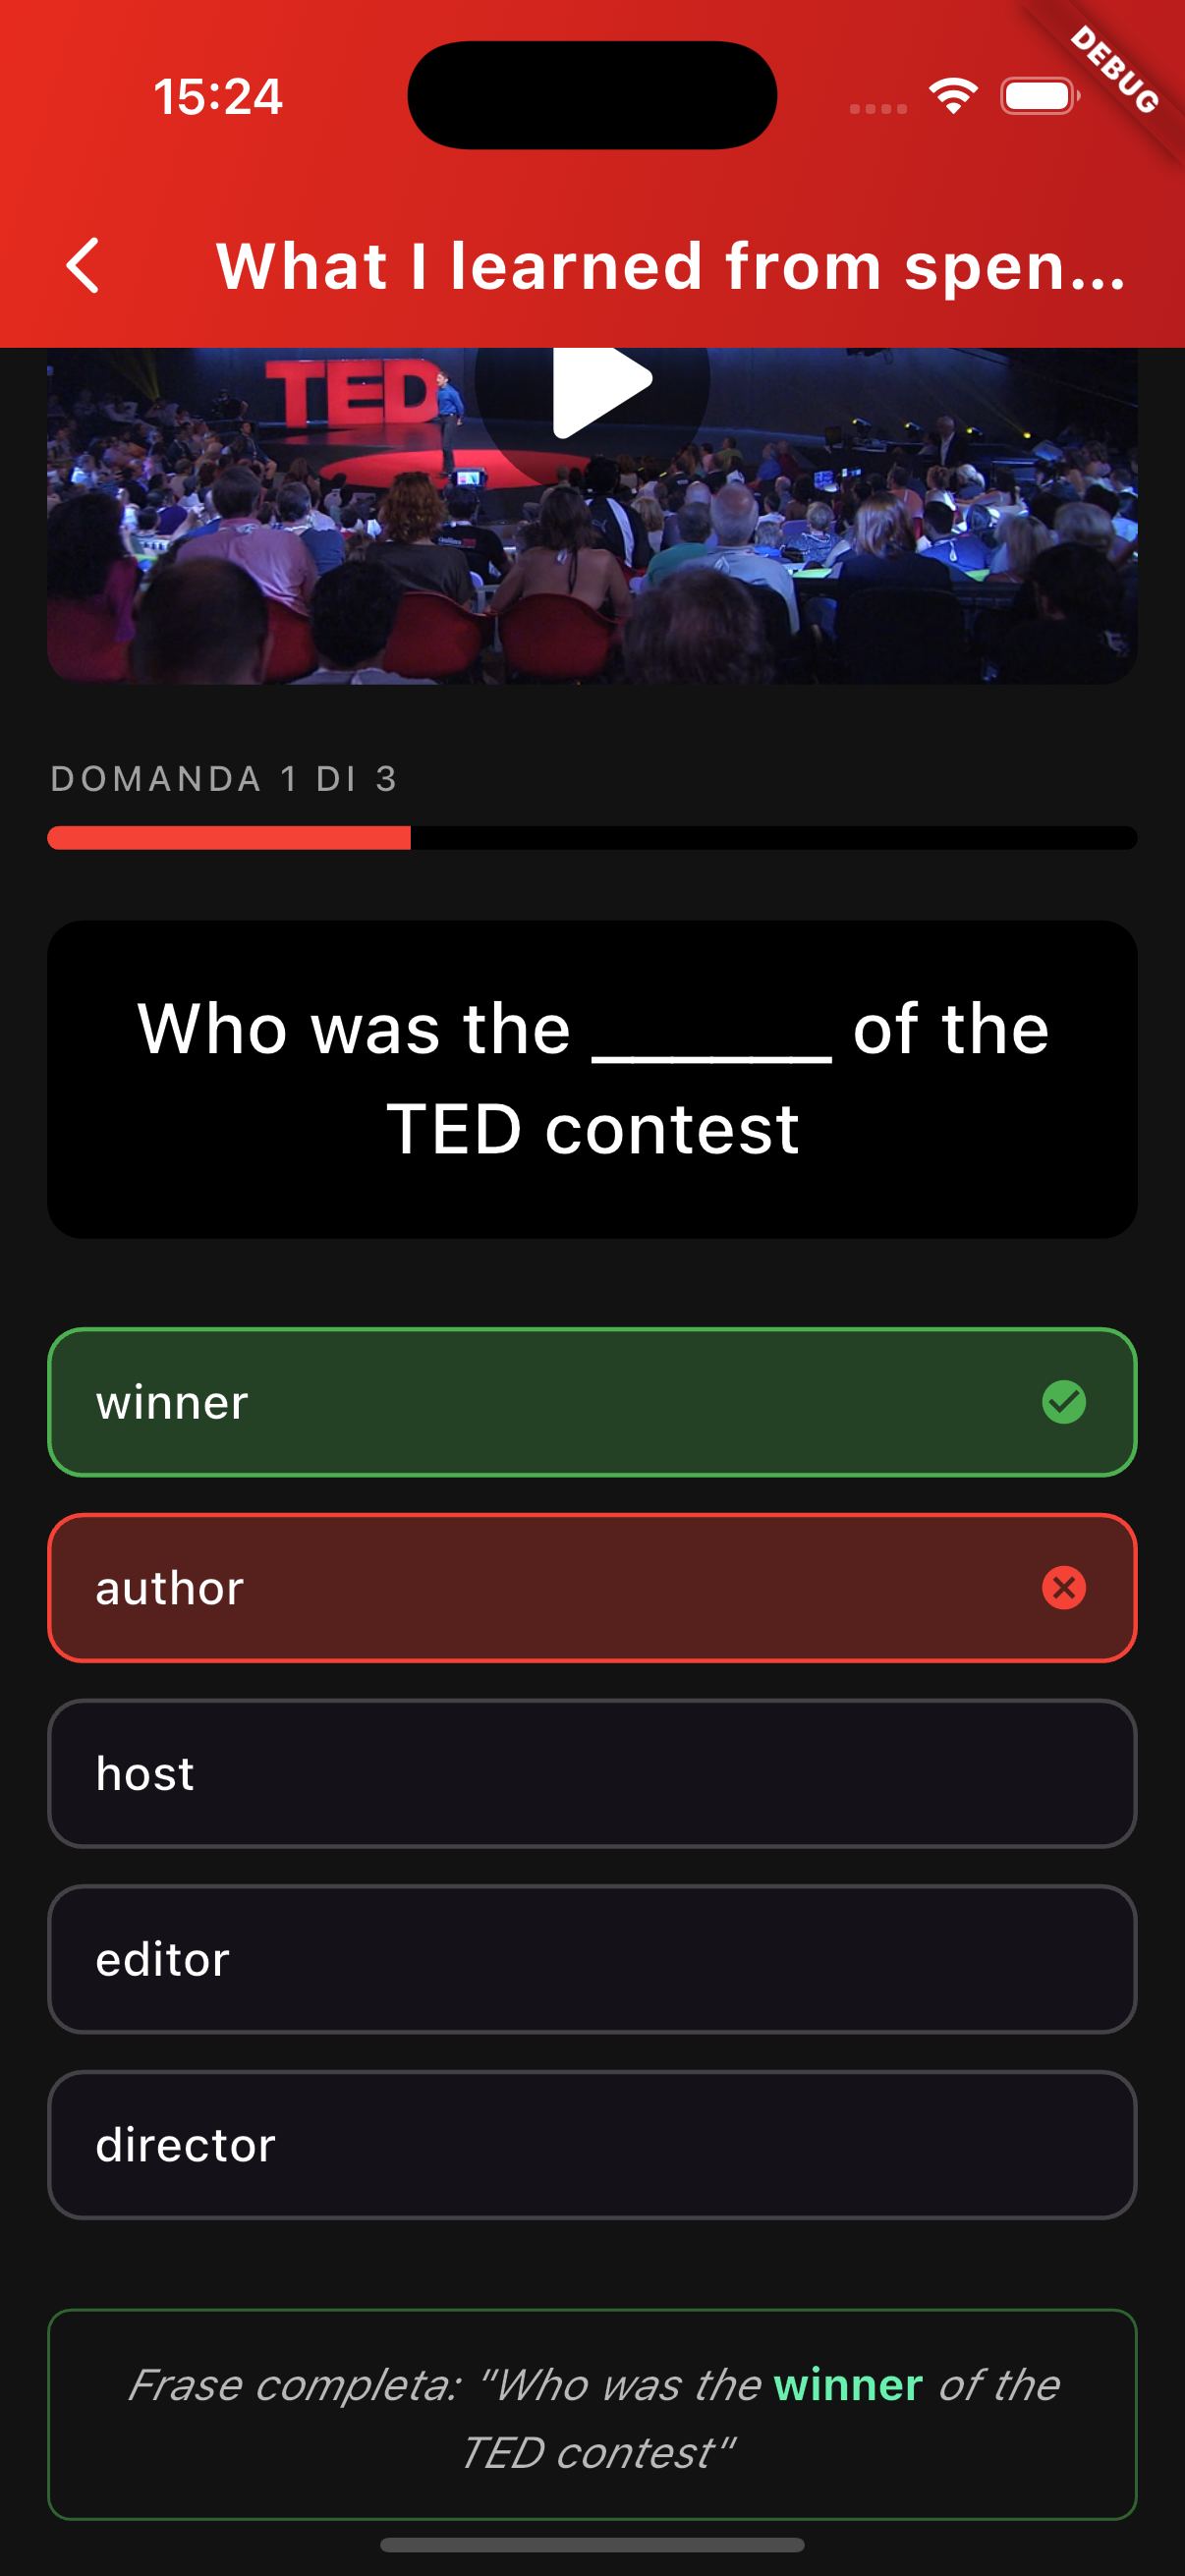 15:24
DEBUG
What I learned from spen...
TED
DOMANDA 1 DI 3
Who was the ______ of the
TED contest
winner
author
host
editor
director
Frase completa: "Who was the winner of the
TED contest"